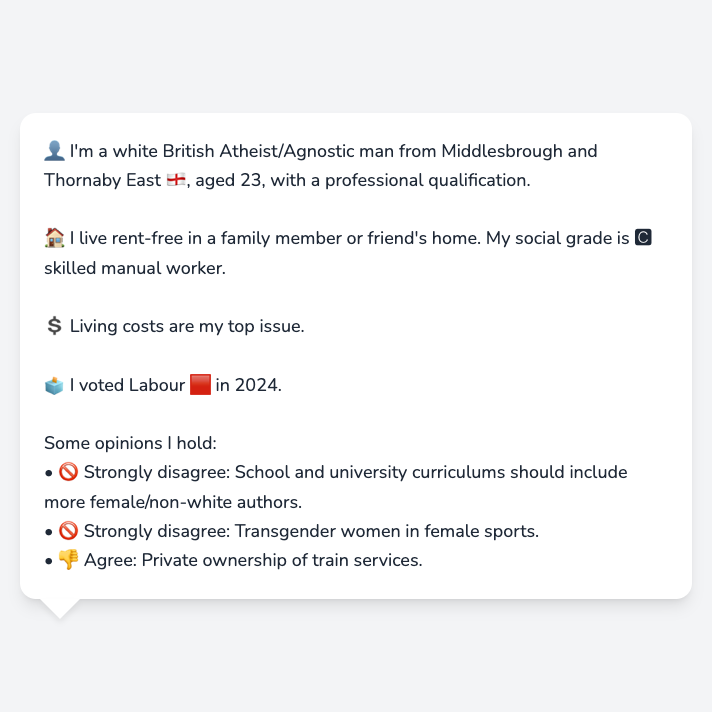 👤 I'm a white British Atheist/Agnostic man from Middlesbrough and
Thornaby East 🏴󠁧󠁢󠁥󠁮󠁧󠁿, aged 23, with a professional qualification.
🏠 I live rent-free in a family member or friend's home. My social grade is 🅲
skilled manual worker.
💲 Living costs are my top issue.
🗳️ I voted Labour 🟥 in 2024.
Some opinions I hold:
• 🚫 Strongly disagree: School and university curriculums should include
more female/non-white authors.
• 🚫 Strongly disagree: Transgender women in female sports.
• 👎 Agree: Private ownership of train services.